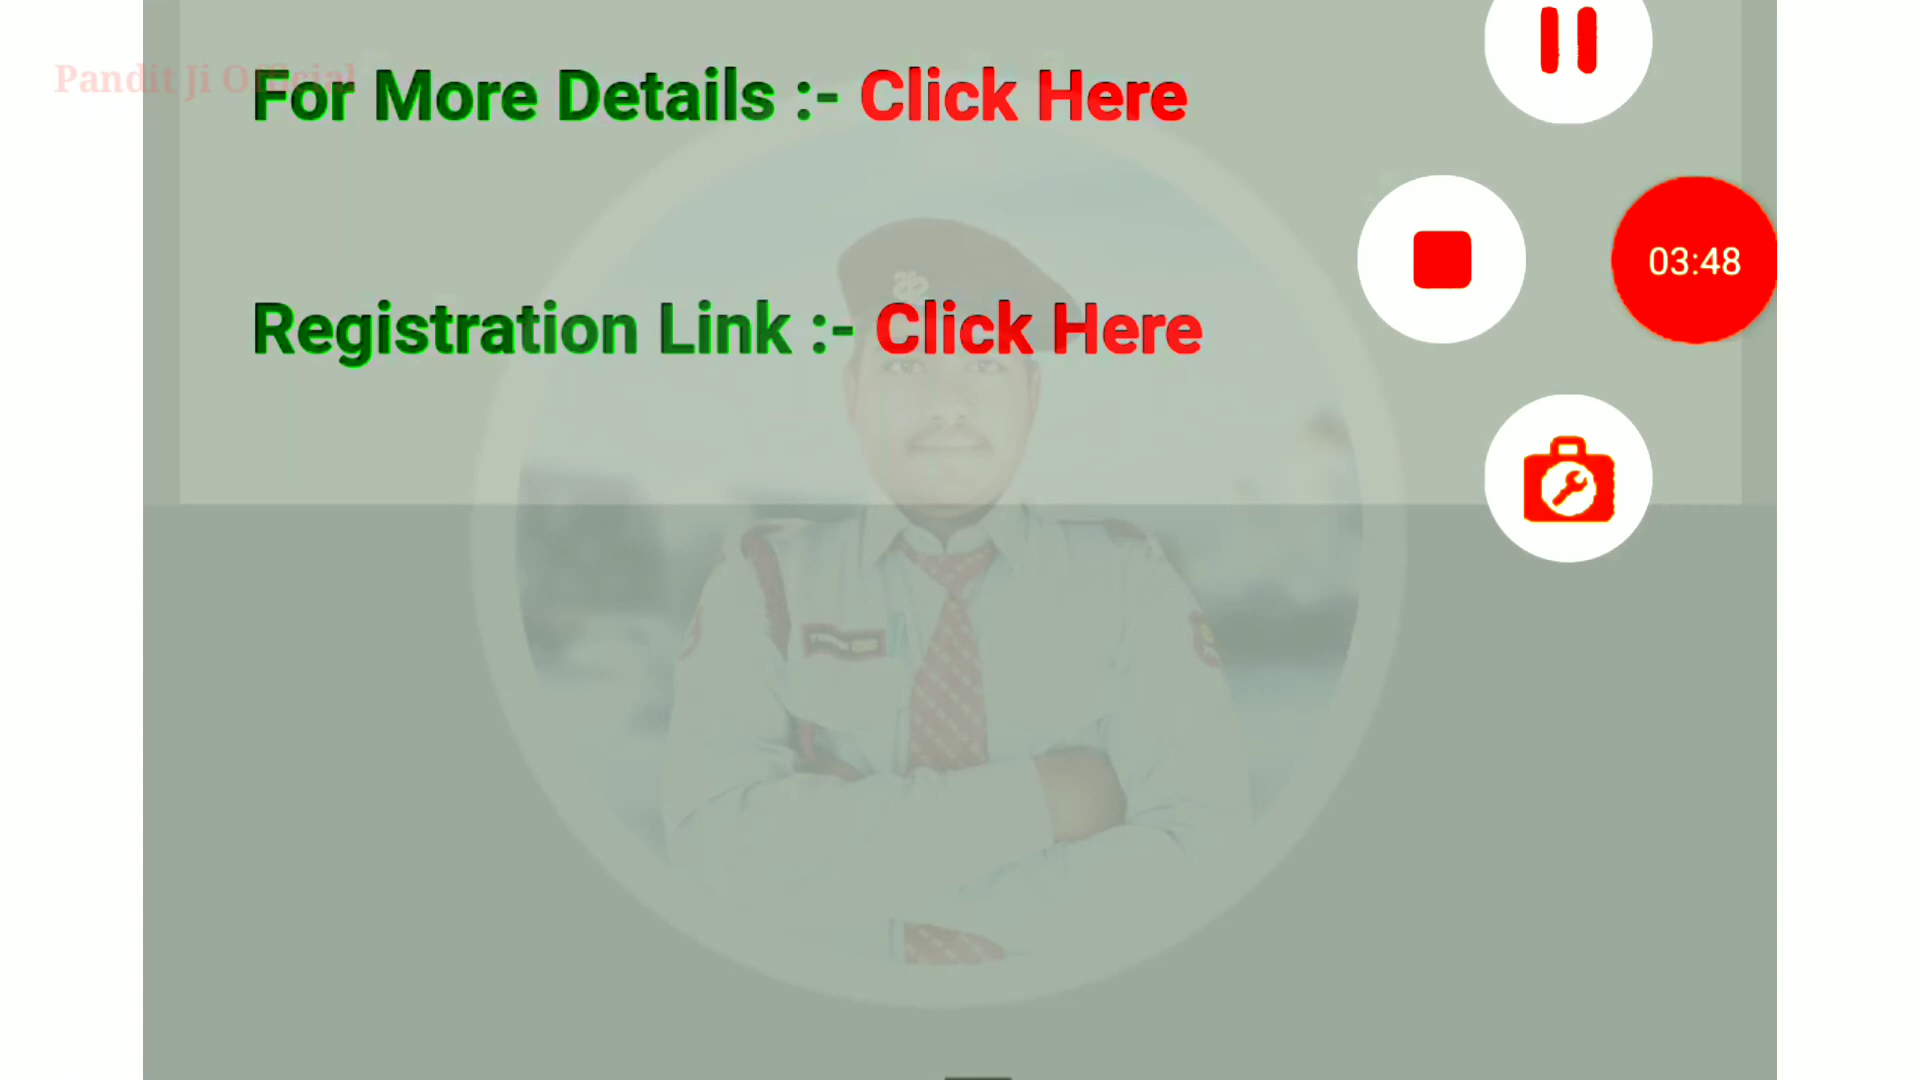 Pandit Ji Official
For More Details :- Click Here
03:48
Registration Link :- Click Here